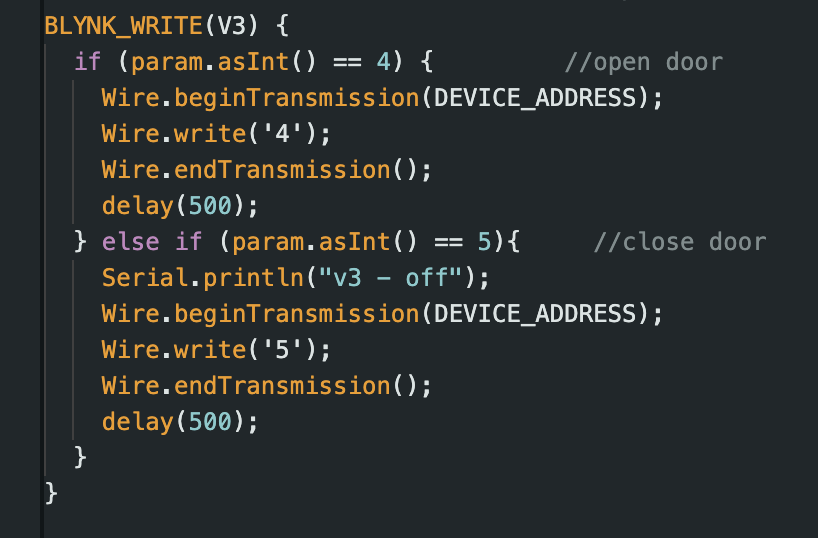 BLYNK_WRITE(V3) {
  if (param.asInt() == 4) {         //open door
    Wire.beginTransmission(DEVICE_ADDRESS);
    Wire.write('4');
    Wire.endTransmission();
    delay(500);
  } else if (param.asInt() == 5){     //close door
    Serial.println("v3 - off");
    Wire.beginTransmission(DEVICE_ADDRESS);
    Wire.write('5');
    Wire.endTransmission();
    delay(500);
  }
}